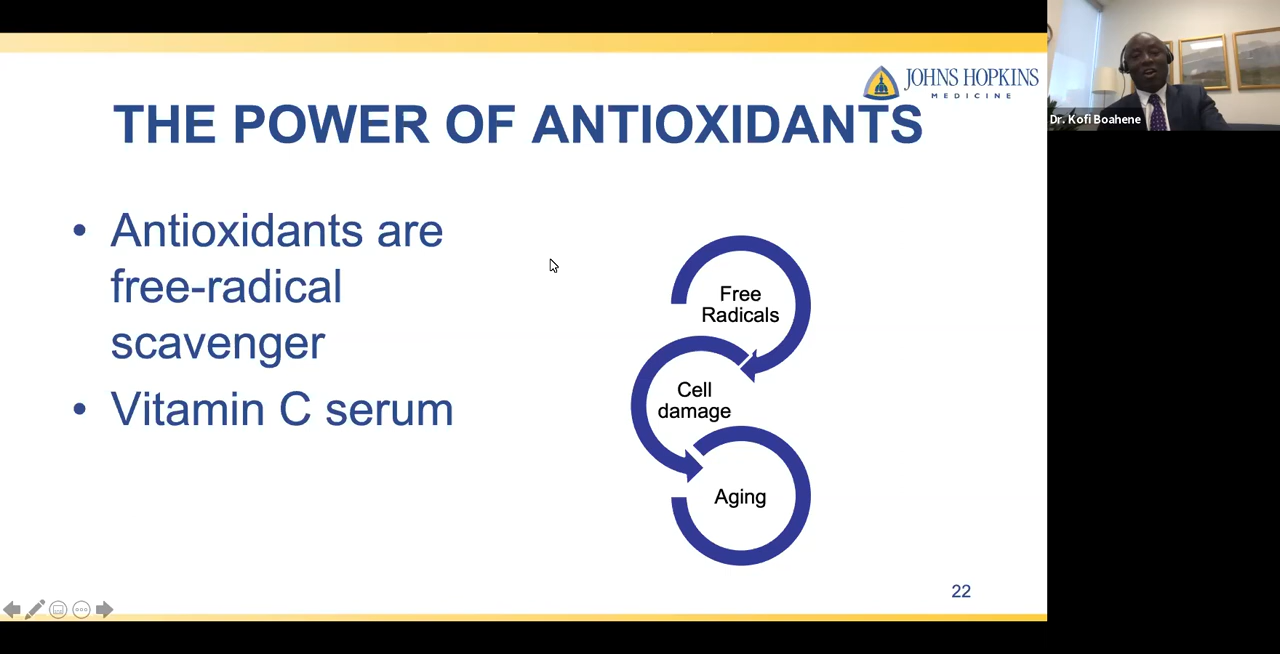 JOHNS HOPKINS
MEDICINE
THE POWER OF ANTIOXIDANTS
• Antioxidants are
free-radical
scavenger
• Vitamin C serum
Free
Radicals
Cell
damage
Aging
22
Dr. Kofi Boahene